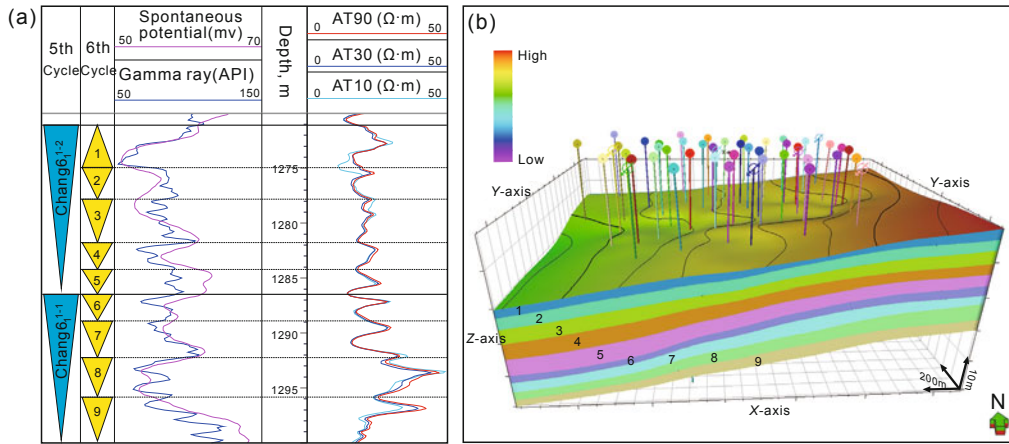 (a)
5th
Cycle
6th
Cycle
Spontaneous
potential(mv)
50 70
Gamma ray(API)
50 150
Depth, m
AT90 (Ω·m)
0 50
AT30 (Ω·m)
0 50
AT10 (Ω·m)
0 50
Chang6₁¹⁻²
Chang6₁¹⁻¹
1
2
3
4
5
6
7
8
9
1275
1280
1285
1290
1295
(b)
High
Low
Y-axis
Y-axis
Z-axis
X-axis
1
2
3
4
5
6
7
8
9
200m
10m
N